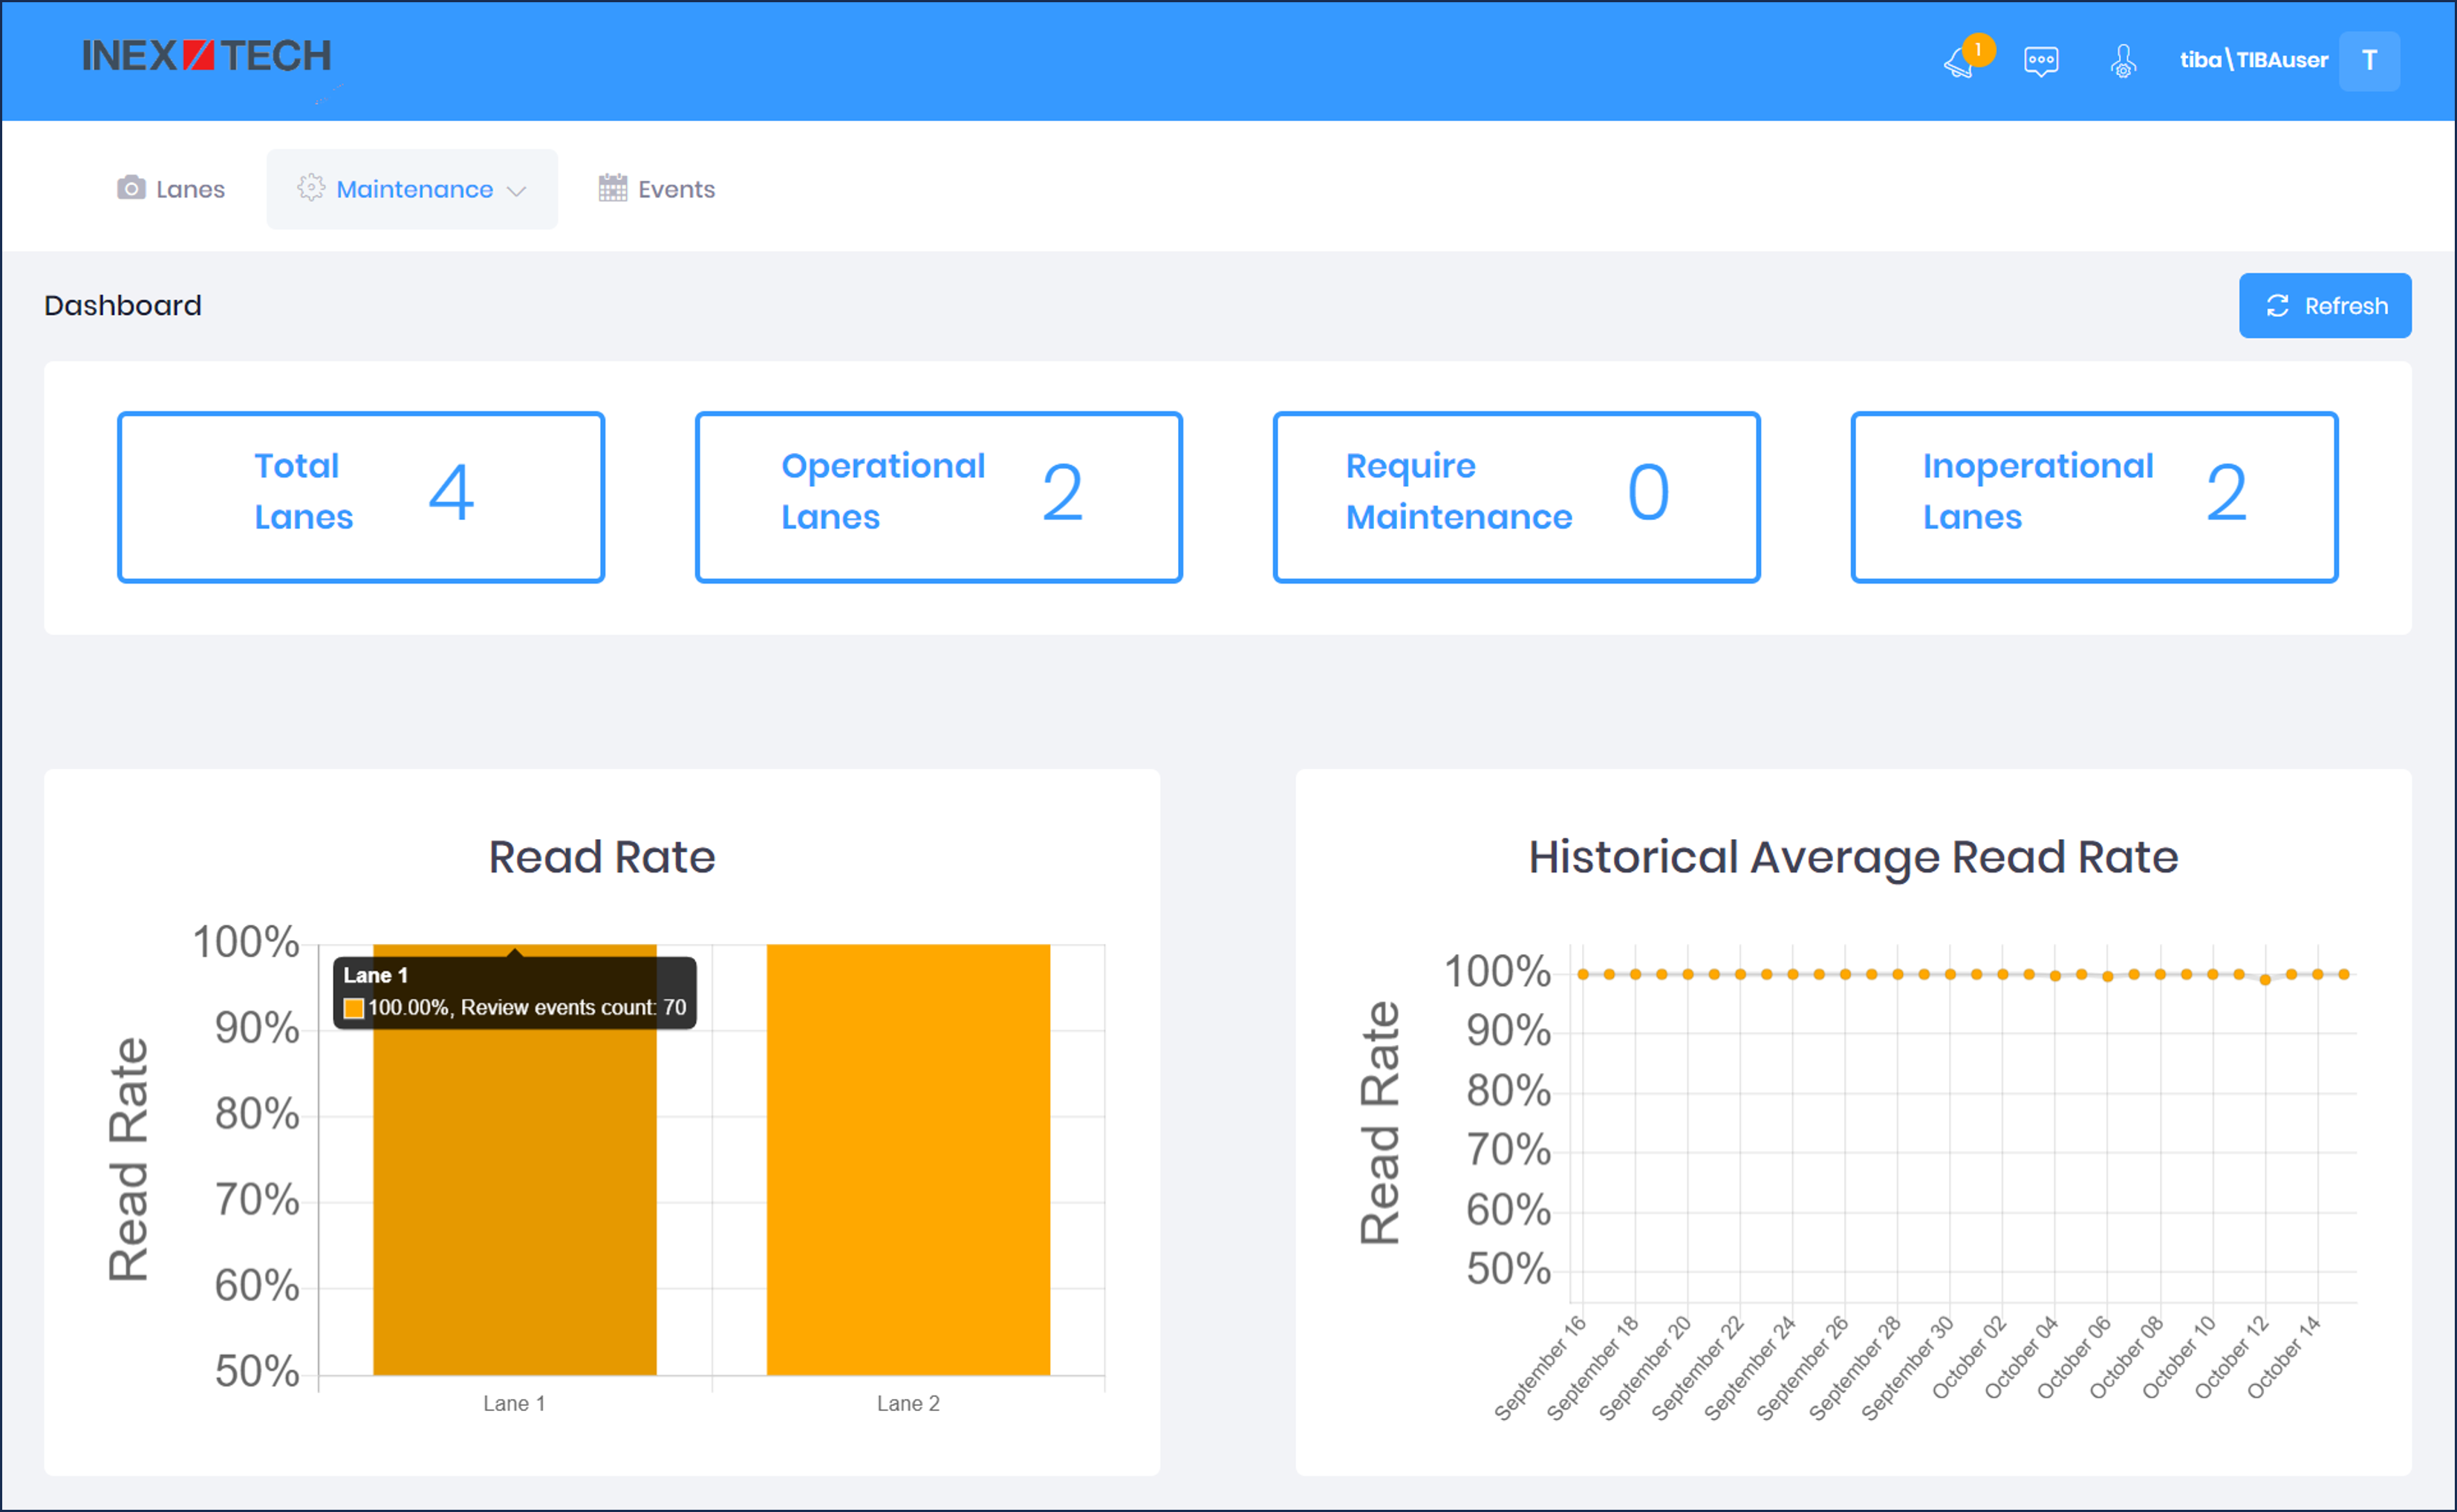 INEX TECH
1
tiba\TIBAuser
T
Lanes
Maintenance
Events
Dashboard
Refresh
Total
Lanes
4
Operational
Lanes
2
Require
Maintenance
0
Inoperational
Lanes
2
Read Rate
100%
90%
80%
70%
60%
50%
Read Rate
Lane 1
100.00%, Review events count: 70
Lane 1
Lane 2
Historical Average Read Rate
100%
90%
80%
70%
60%
50%
Read Rate
September 16
September 18
September 20
September 22
September 24
September 26
September 28
September 30
October 02
October 04
October 06
October 08
October 10
October 12
October 14